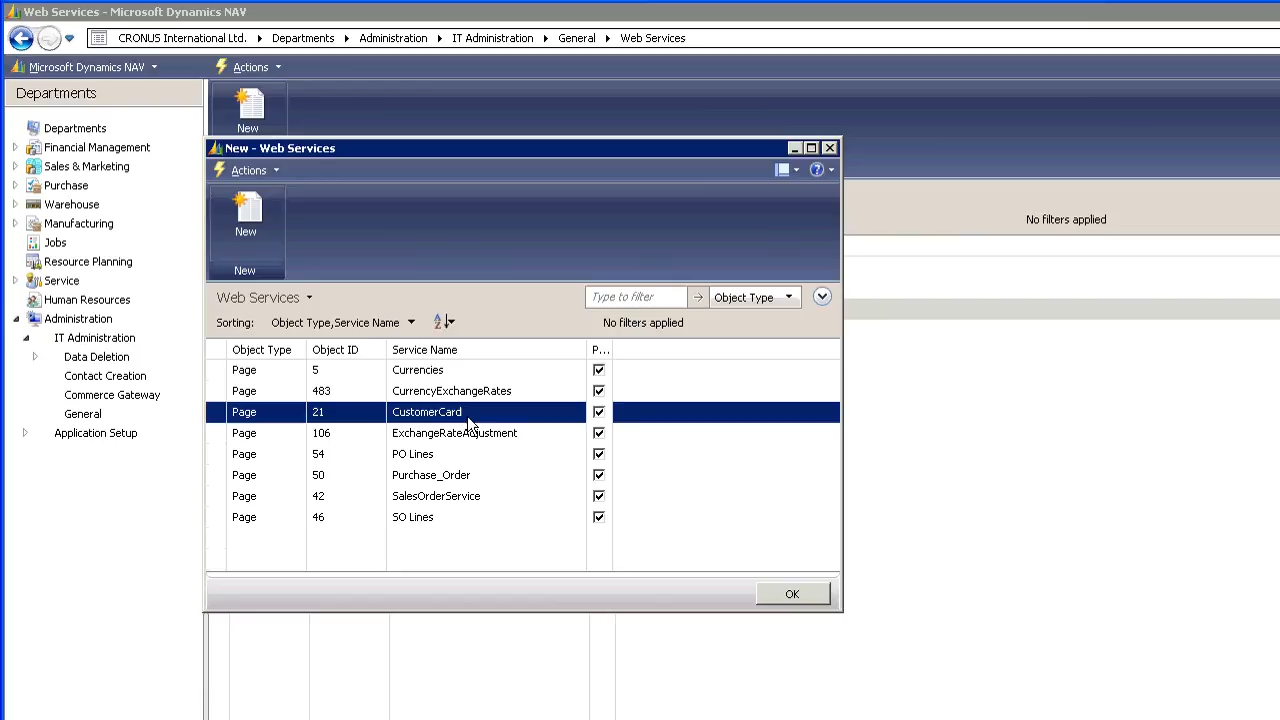 Web Services - Microsoft Dynamics NAV
CRONUS International Ltd. Departments Administration IT Administration General Web Services
Microsoft Dynamics NAV Actions
Departments
New
Departments
Financial Management
Sales & Marketing
Purchase
Warehouse
Manufacturing
Jobs
Resource Planning
Service
Human Resources
Administration
IT Administration
Data Deletion
Contact Creation
Commerce Gateway
General
Application Setup
No filters applied
New - Web Services
Actions
New
New
Web Services Type to filter Object Type
Sorting: Object Type,Service Name No filters applied
Object Type Object ID Service Name P...
Page 5 Currencies
Page 483 CurrencyExchangeRates
Page 21 CustomerCard
Page 106 ExchangeRateAdjustment
Page 54 PO Lines
Page 50 Purchase_Order
Page 42 SalesOrderService
Page 46 SO Lines
OK